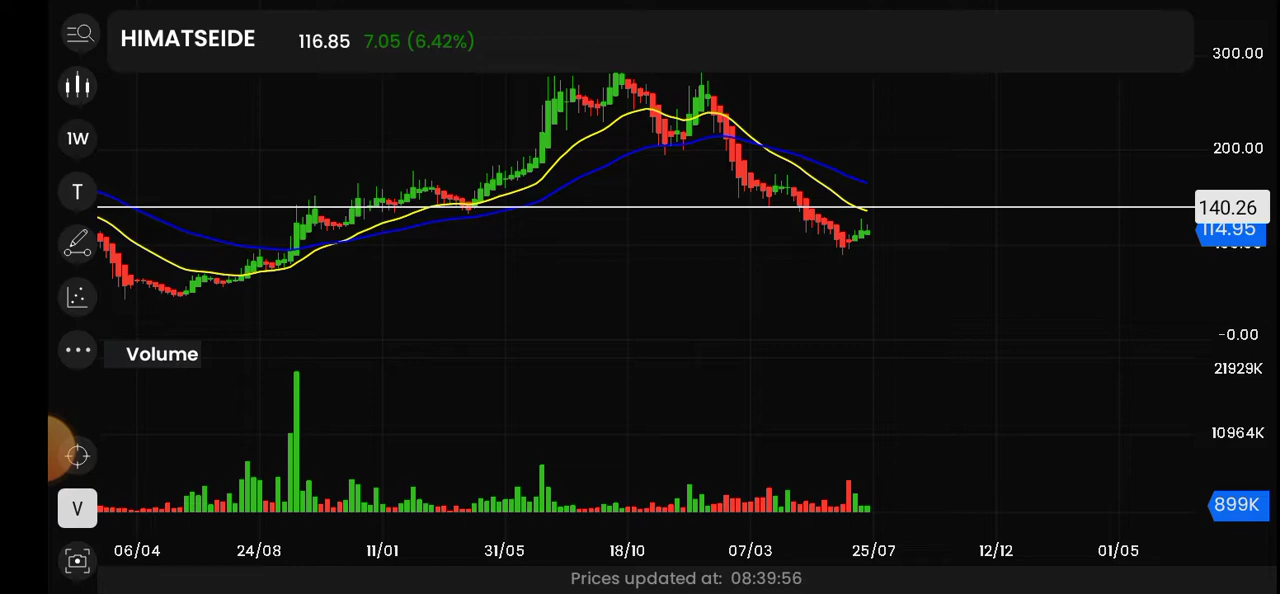 HIMATSEIDE 116.85 7.05 (6.42%)
300.00
1W
200.00
T
140.26
114.95
-0.00
Volume
21929K
10964K
V
899K
06/04 24/08 11/01 31/05 18/10 07/03 25/07 12/12 01/05
Prices updated at: 08:39:56